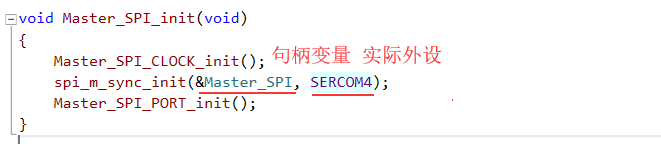 void Master_SPI_init(void)
{
Master_SPI_CLOCK_init(); 句柄变量 实际外设
spi_m_sync_init(&Master_SPI, SERCOM4);
Master_SPI_PORT_init();
}